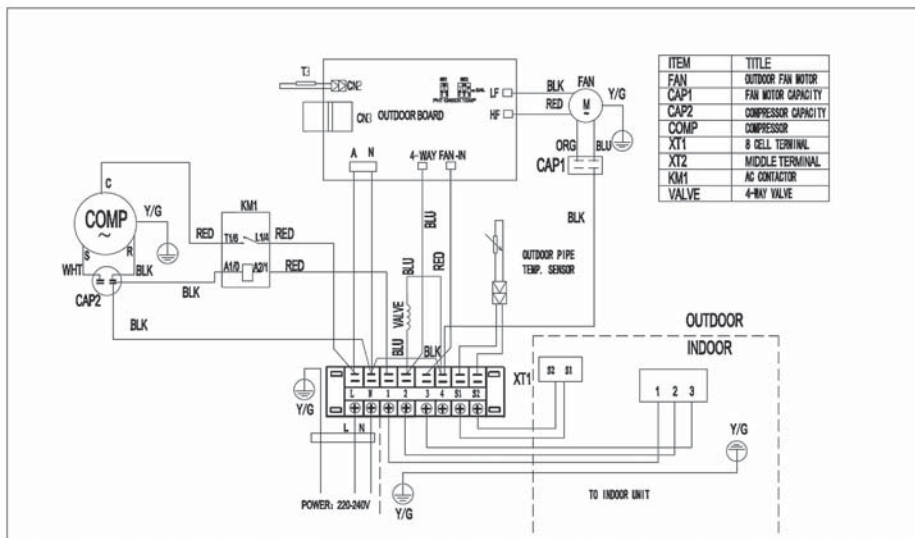 T3
CN2
CN3
OUTDOOR BOARD
LF
HF
A N
4-WAY FAN-IN
BLK
RED
FAN
M
~
Y/G
ORG
BLU
CAP1
BLK
ITEM TITLE
FAN OUTDOOR FAN MOTOR
CAP1 FAN MOTOR CAPACITY
CAP2 COMPRESSOR CAPACITY
COMP COMPRESSOR
XT1 8 CELL TERMINAL
XT2 MIDDLE TERMINAL
KM1 AC CONTACTOR
VALVE 4-WAY VALVE
C
COMP
~
S
R
Y/G
WHT
BLK
CAP2
BLK
BLK
RED
KM1
T1/6 L1/4
A1/0 A2/1
RED
RED
BLU
BLU
RED
VALVE
BLU
BLK
OUTDOOR PIPE
TEMP. SENSOR
OUTDOOR
INDOOR
XT1
S2 S1
1 2 3
L N 1 2 3 4 S1 S2
Y/G
L N
Y/G
POWER: 220-240V
Y/G
TO INDOOR UNIT